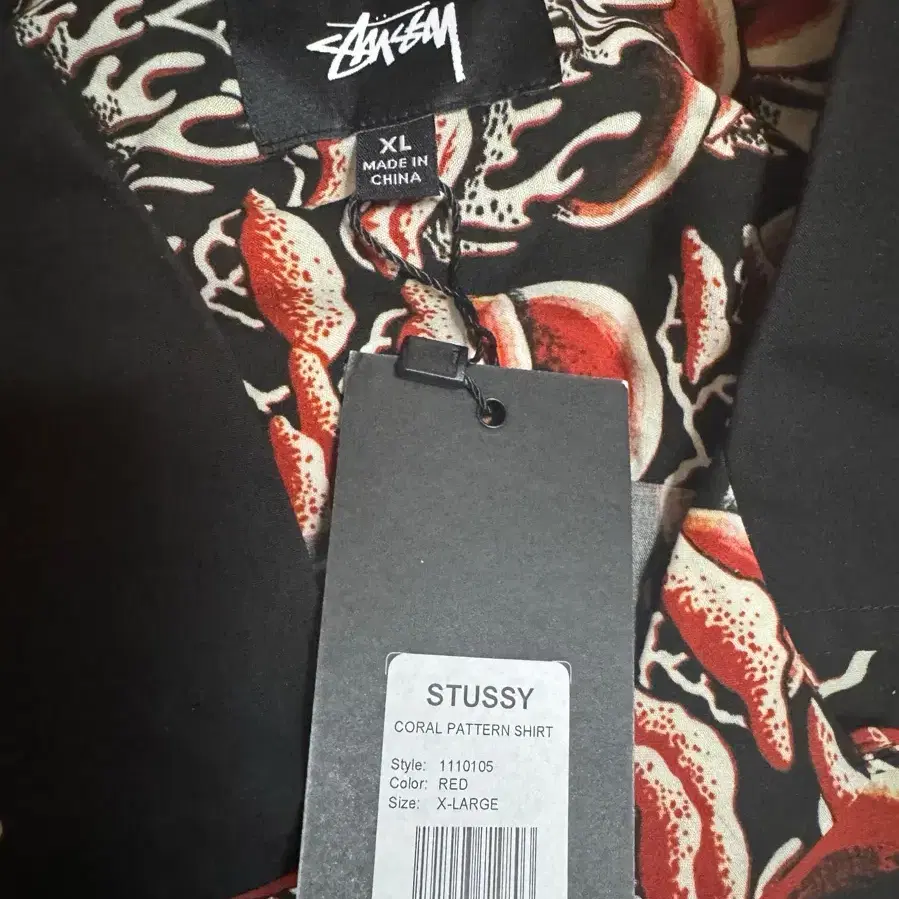 STÜSSY
XL
MADE IN
CHINA
STUSSY
CORAL PATTERN SHIRT
Style: 1110105
Color: RED
Size: X-LARGE